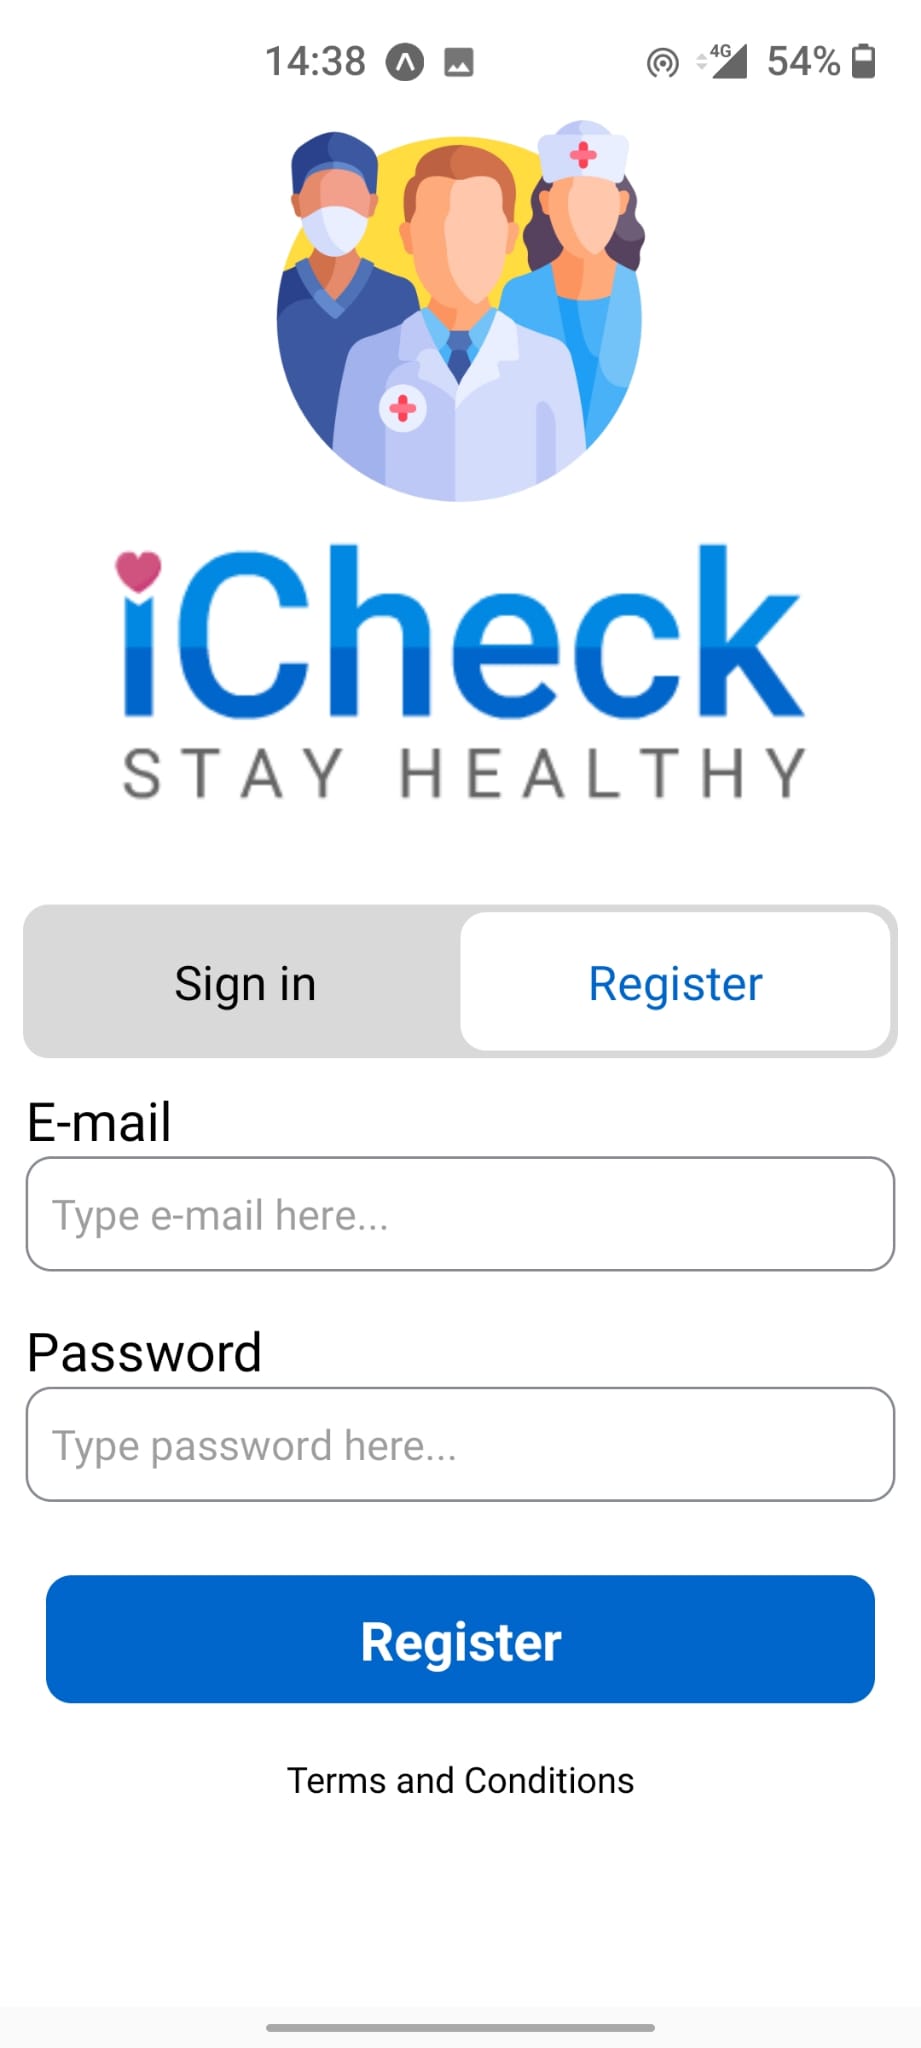 14:38 4G 54%
iCheck
STAY HEALTHY
Sign in Register
E-mail
Type e-mail here...
Password
Type password here...
Register
Terms and Conditions